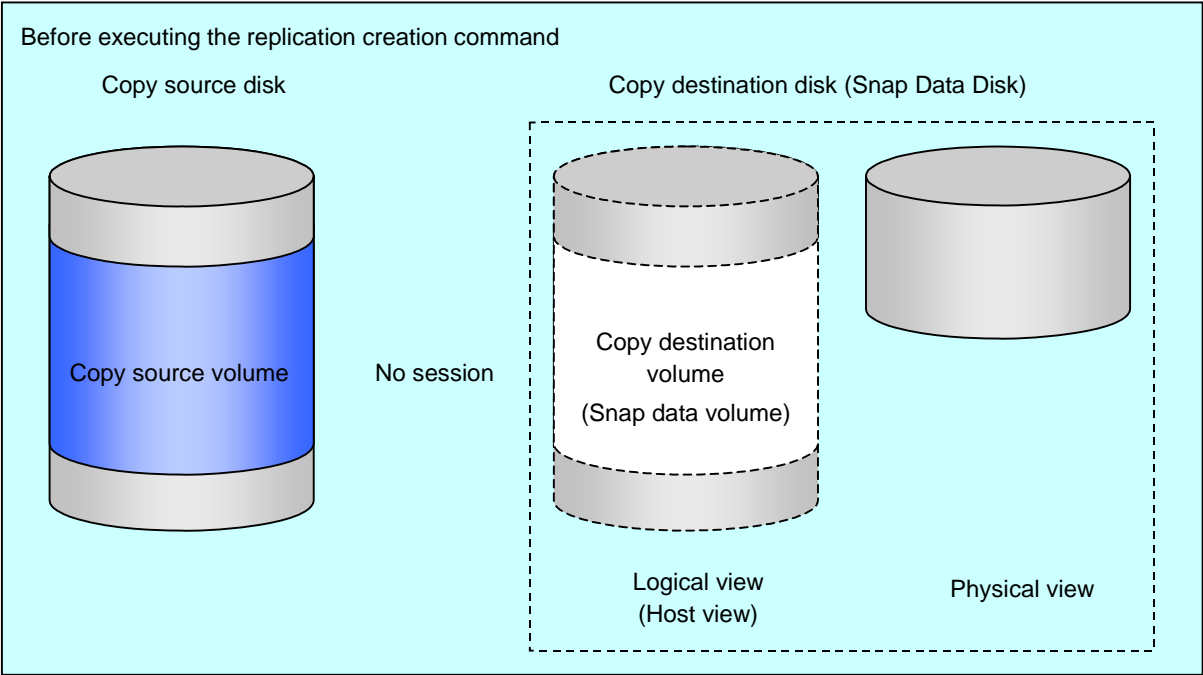 Before executing the replication creation command
Copy source disk
Copy destination disk (Snap Data Disk)
Copy source volume
No session
Copy destination
volume
(Snap data volume)
Logical view
(Host view)
Physical view